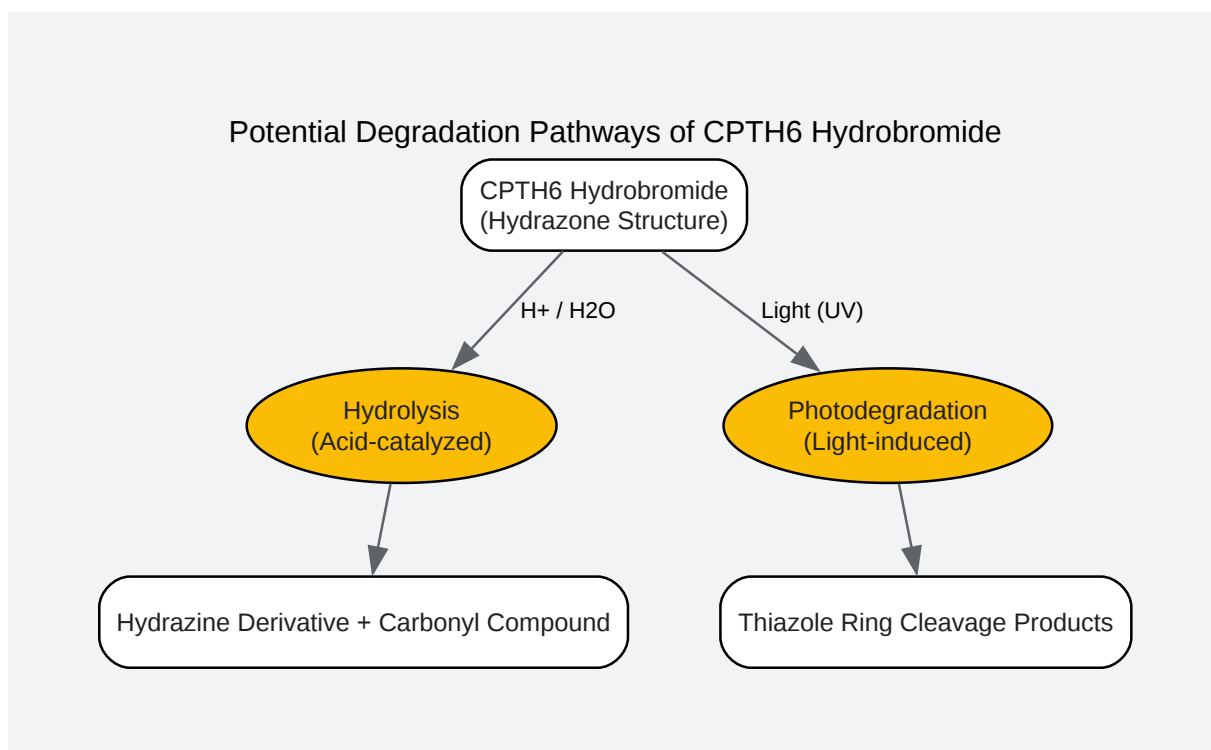 Potential Degradation Pathways of CPTH6 Hydrobromide
CPTH6 Hydrobromide
(Hydrazone Structure)
H+ / H2O
Light (UV)
Hydrolysis
(Acid-catalyzed)
Photodegradation
(Light-induced)
Hydrazine Derivative + Carbonyl Compound
Thiazole Ring Cleavage Products